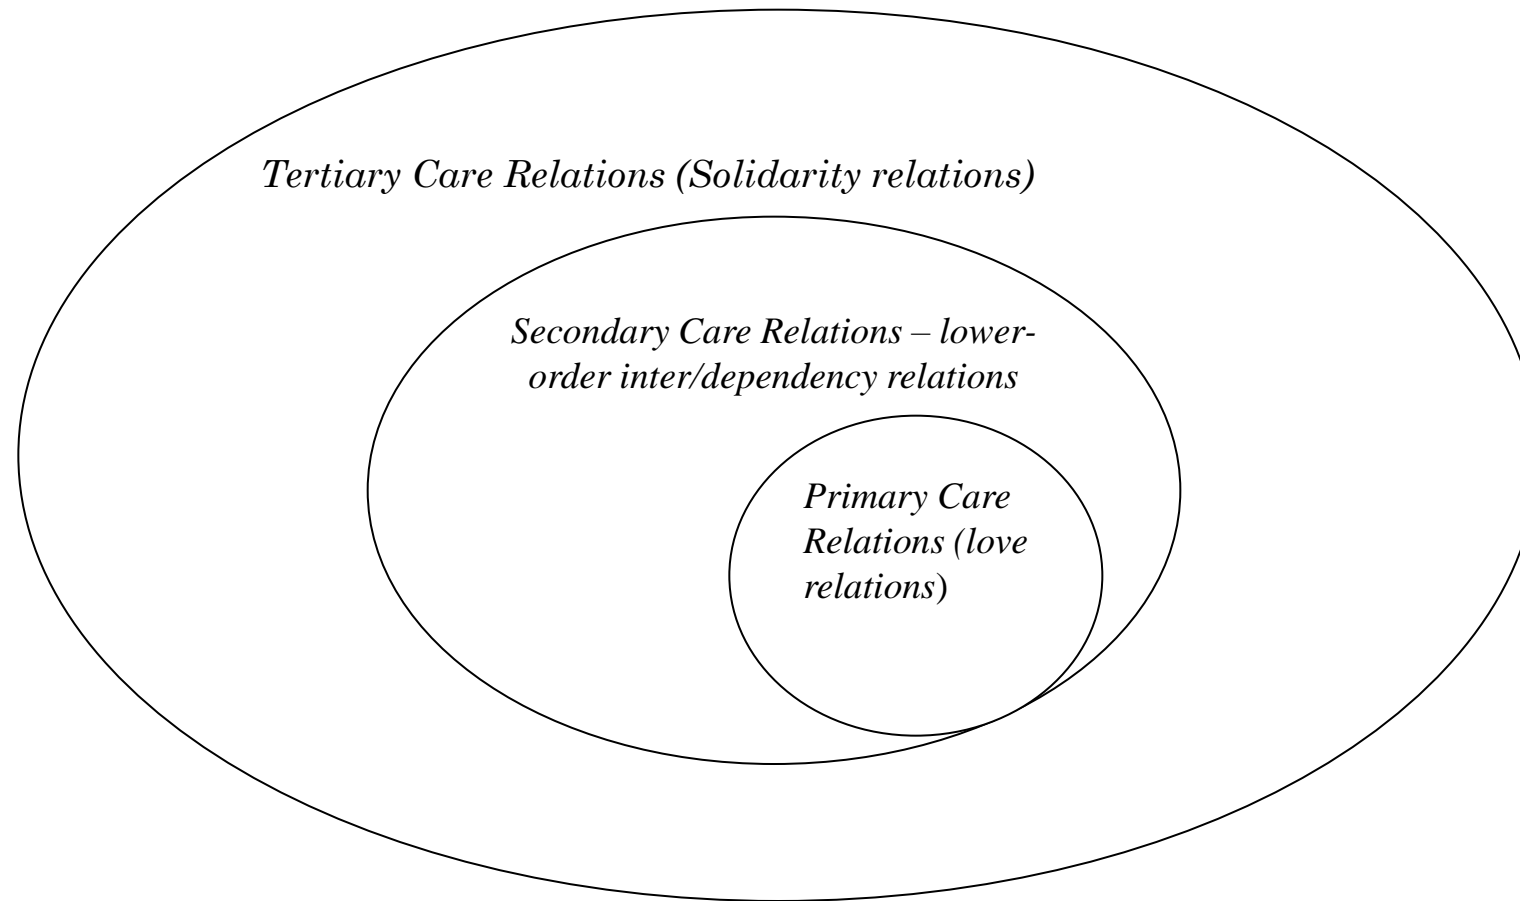 Tertiary Care Relations (Solidarity relations)
Secondary Care Relations – lower-
order inter/dependency relations
Primary Care
Relations (love
relations)